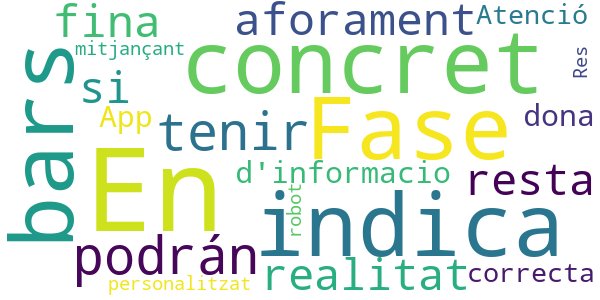 fina
aforament
Atenció
mitjançant
concret
Res
bars
si
App
tenir
Fase
dona
En
d'informacio
resta
indica
robot
podrán
realitat
correcta
personalitzat